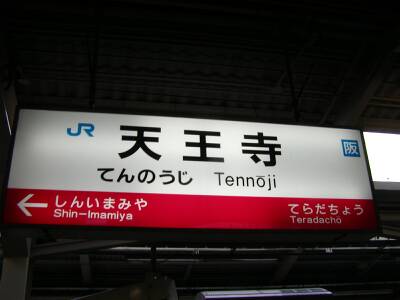 JR 天王寺 阪
てんのうじ Tennōji
← しんいまみや てらだちょう
Shin-Imamiya Teradachō